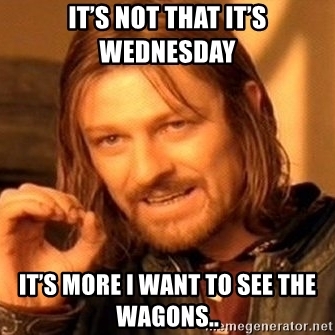 IT'S NOT THAT IT'S
WEDNESDAY
IT'S MORE I WANT TO SEE THE
WAGONS..
memegenerator.net